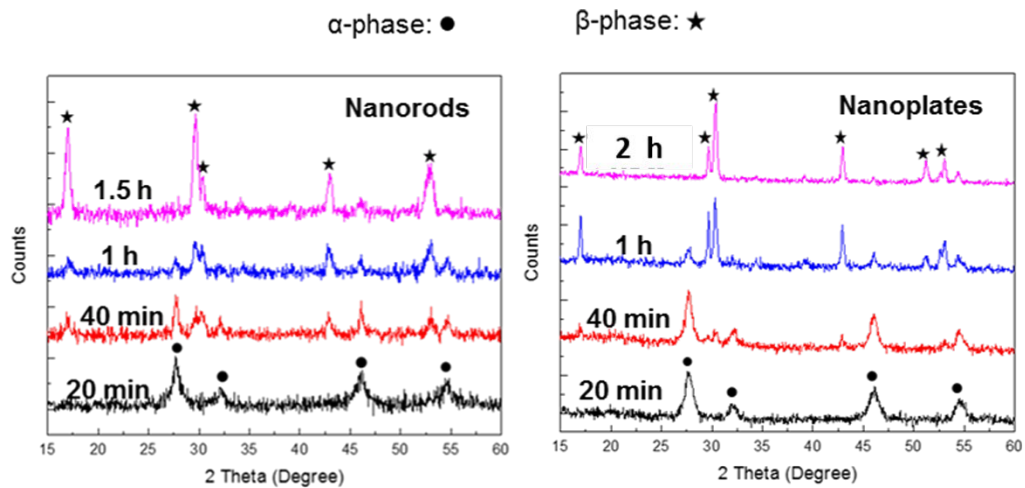 α-phase: ●
β-phase: ★
Nanorods
1.5 h
1 h
40 min
20 min
Counts
15 20 25 30 35 40 45 50 55 60
2 Theta (Degree)
Nanoplates
2 h
1 h
40 min
20 min
Counts
15 20 25 30 35 40 45 50 55 60
2 Theta (Degree)